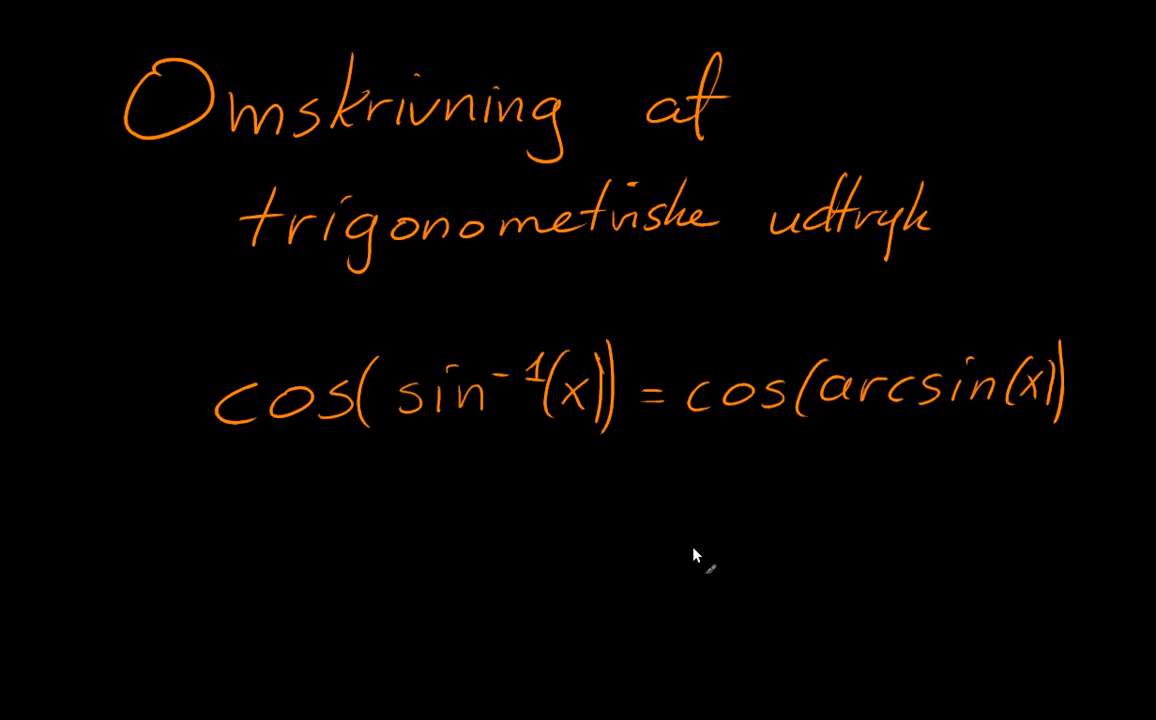 Omskrivning af
trigonometriske udtryk
cos(sin⁻¹(x)) = cos(arcsin(x))